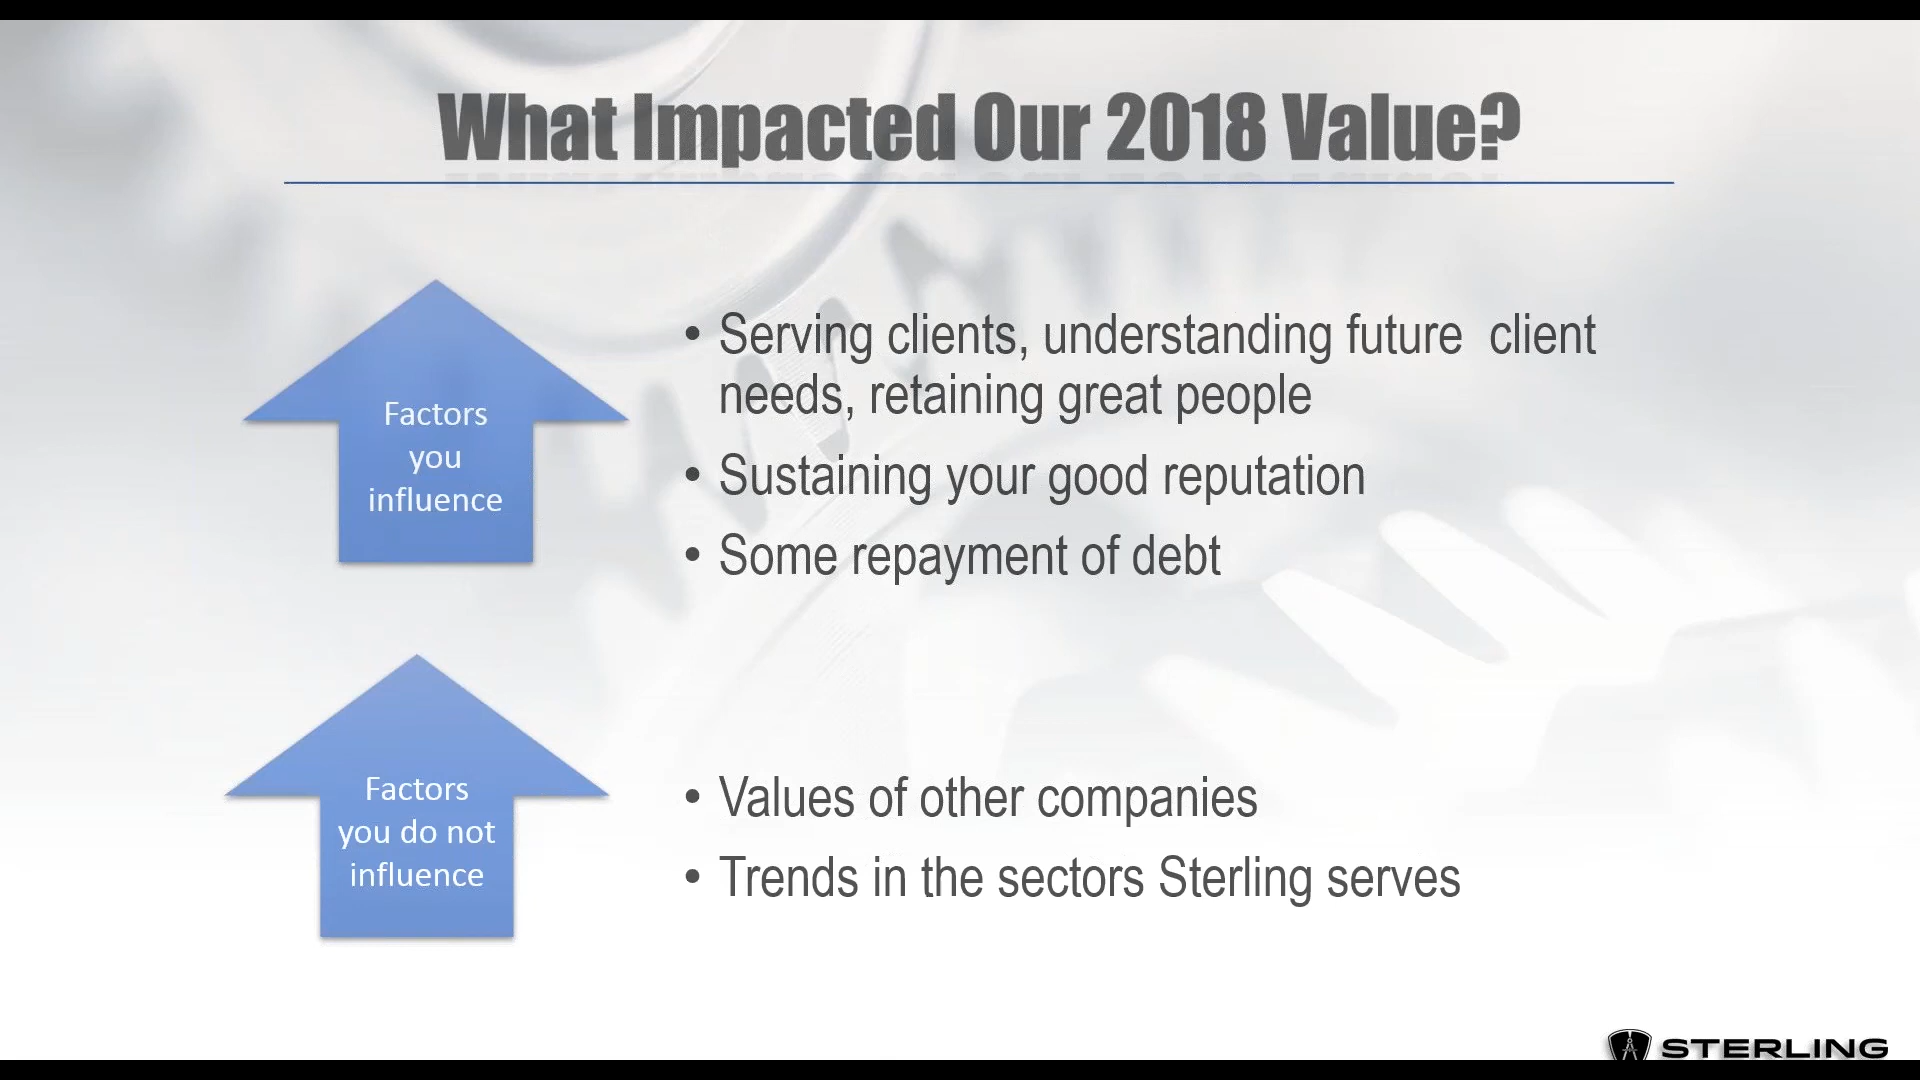 What Impacted Our 2018 Value?
Factors
you
influence
• Serving clients, understanding future  client
needs, retaining great people
• Sustaining your good reputation
• Some repayment of debt
Factors
you do not
influence
• Values of other companies
• Trends in the sectors Sterling serves
STERLING